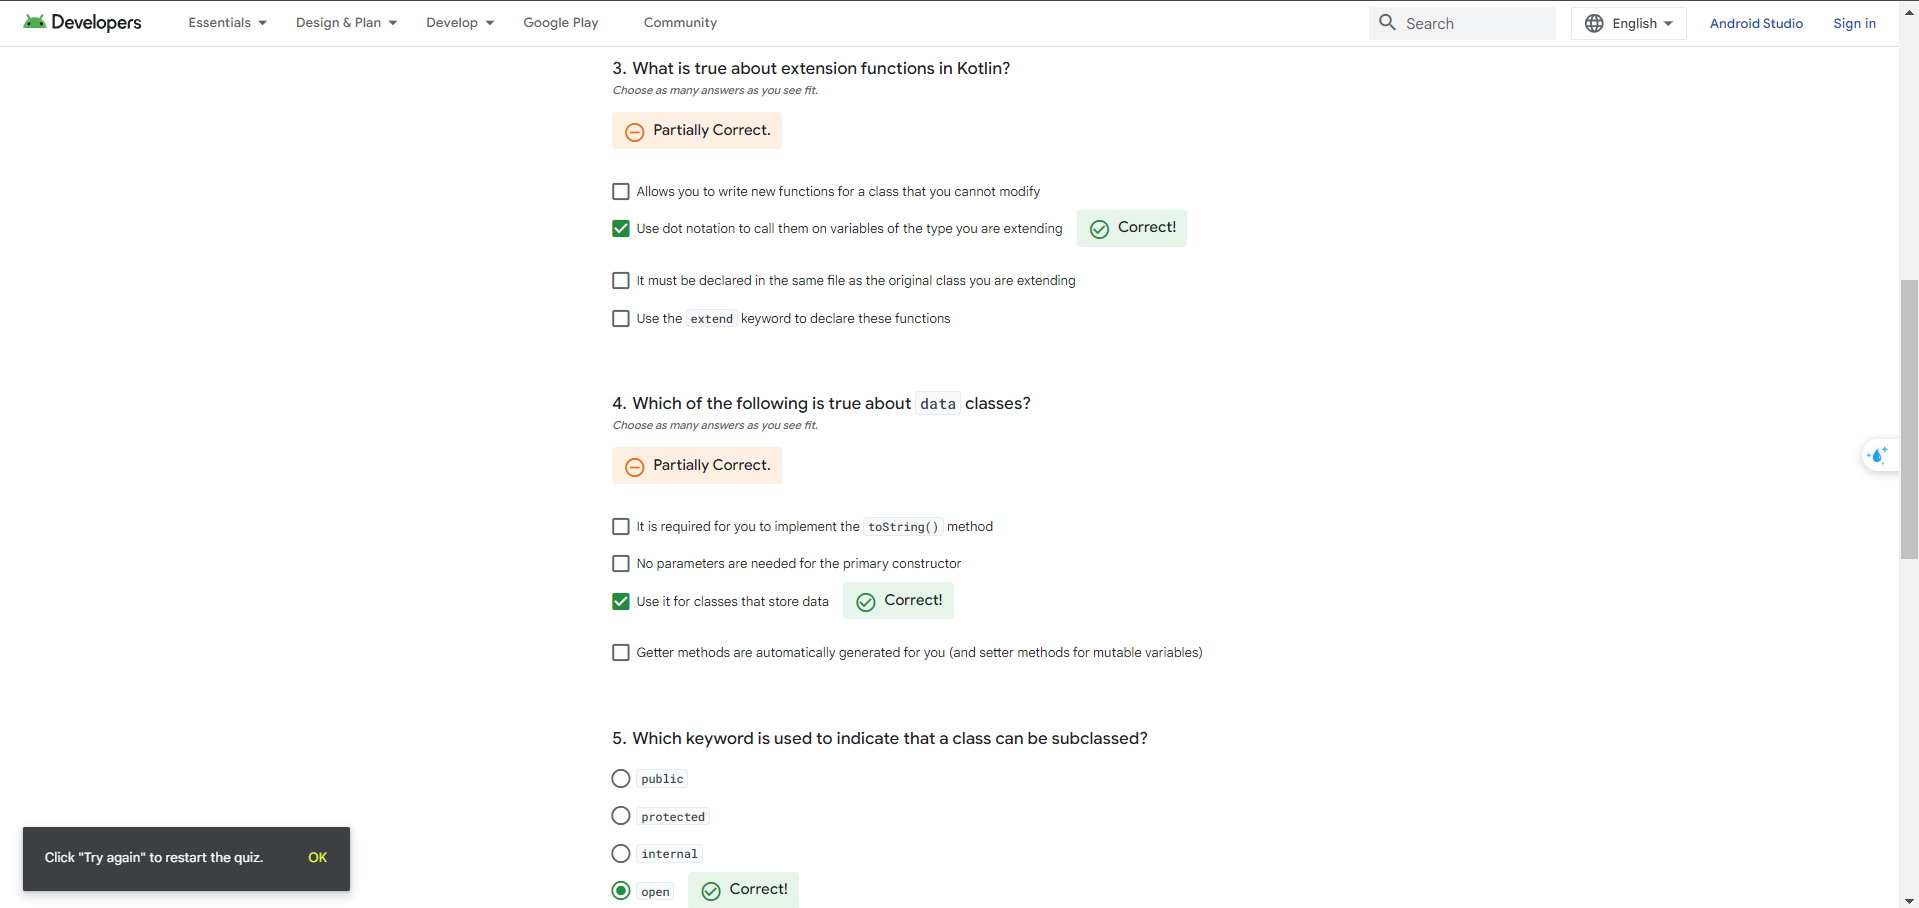 Developers Essentials Design & Plan Develop Google Play Community Search English Android Studio Sign in
3. What is true about extension functions in Kotlin?
Choose as many answers as you see fit.
Partially Correct.
Allows you to write new functions for a class that you cannot modify
Use dot notation to call them on variables of the type you are extending Correct!
It must be declared in the same file as the original class you are extending
Use the extend keyword to declare these functions
4. Which of the following is true about data classes?
Choose as many answers as you see fit.
Partially Correct.
It is required for you to implement the toString() method
No parameters are needed for the primary constructor
Use it for classes that store data Correct!
Getter methods are automatically generated for you (and setter methods for mutable variables)
5. Which keyword is used to indicate that a class can be subclassed?
public
protected
internal
open Correct!
Click "Try again" to restart the quiz. OK